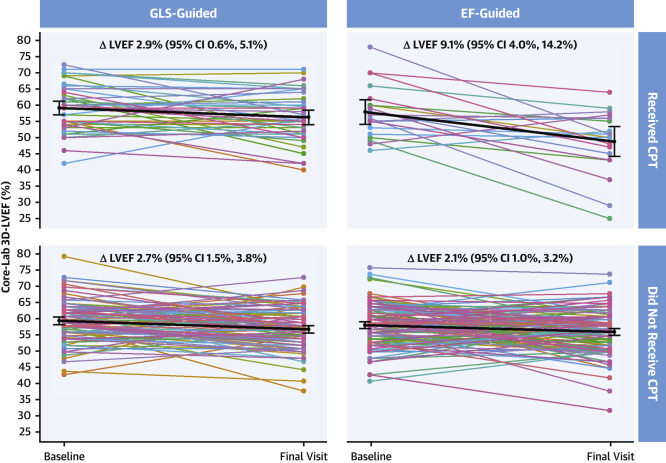 GLS-Guided
EF-Guided
Δ LVEF 2.9% (95% CI 0.6%, 5.1%)
Δ LVEF 9.1% (95% CI 4.0%, 14.2%)
80
75
70
65
60
55
50
45
40
35
30
25
Received CPT
Core-Lab 3D-LVEF (%)
Δ LVEF 2.7% (95% CI 1.5%, 3.8%)
Δ LVEF 2.1% (95% CI 1.0%, 3.2%)
80
75
70
65
60
55
50
45
40
35
30
25
Did Not Receive CPT
Baseline
Final Visit
Baseline
Final Visit